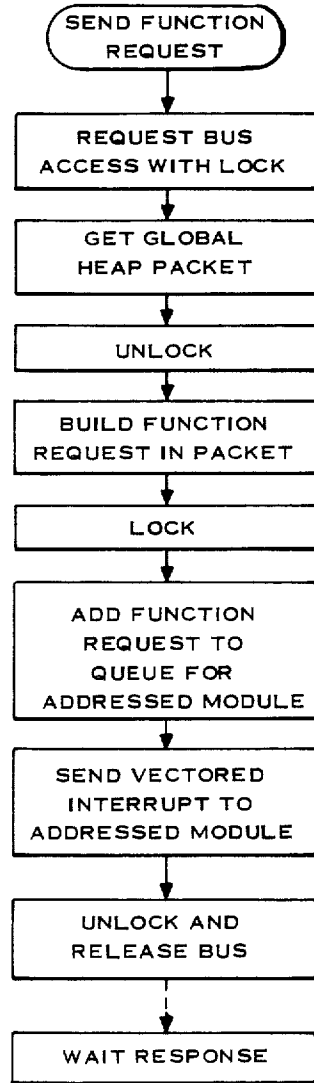 SEND FUNCTION
REQUEST
REQUEST BUS
ACCESS WITH LOCK
GET GLOBAL
HEAP PACKET
UNLOCK
BUILD FUNCTION
REQUEST IN PACKET
LOCK
ADD FUNCTION
REQUEST TO
QUEUE FOR
ADDRESSED MODULE
SEND VECTORED
INTERRUPT TO
ADDRESSED MODULE
UNLOCK AND
RELEASE BUS
WAIT RESPONSE